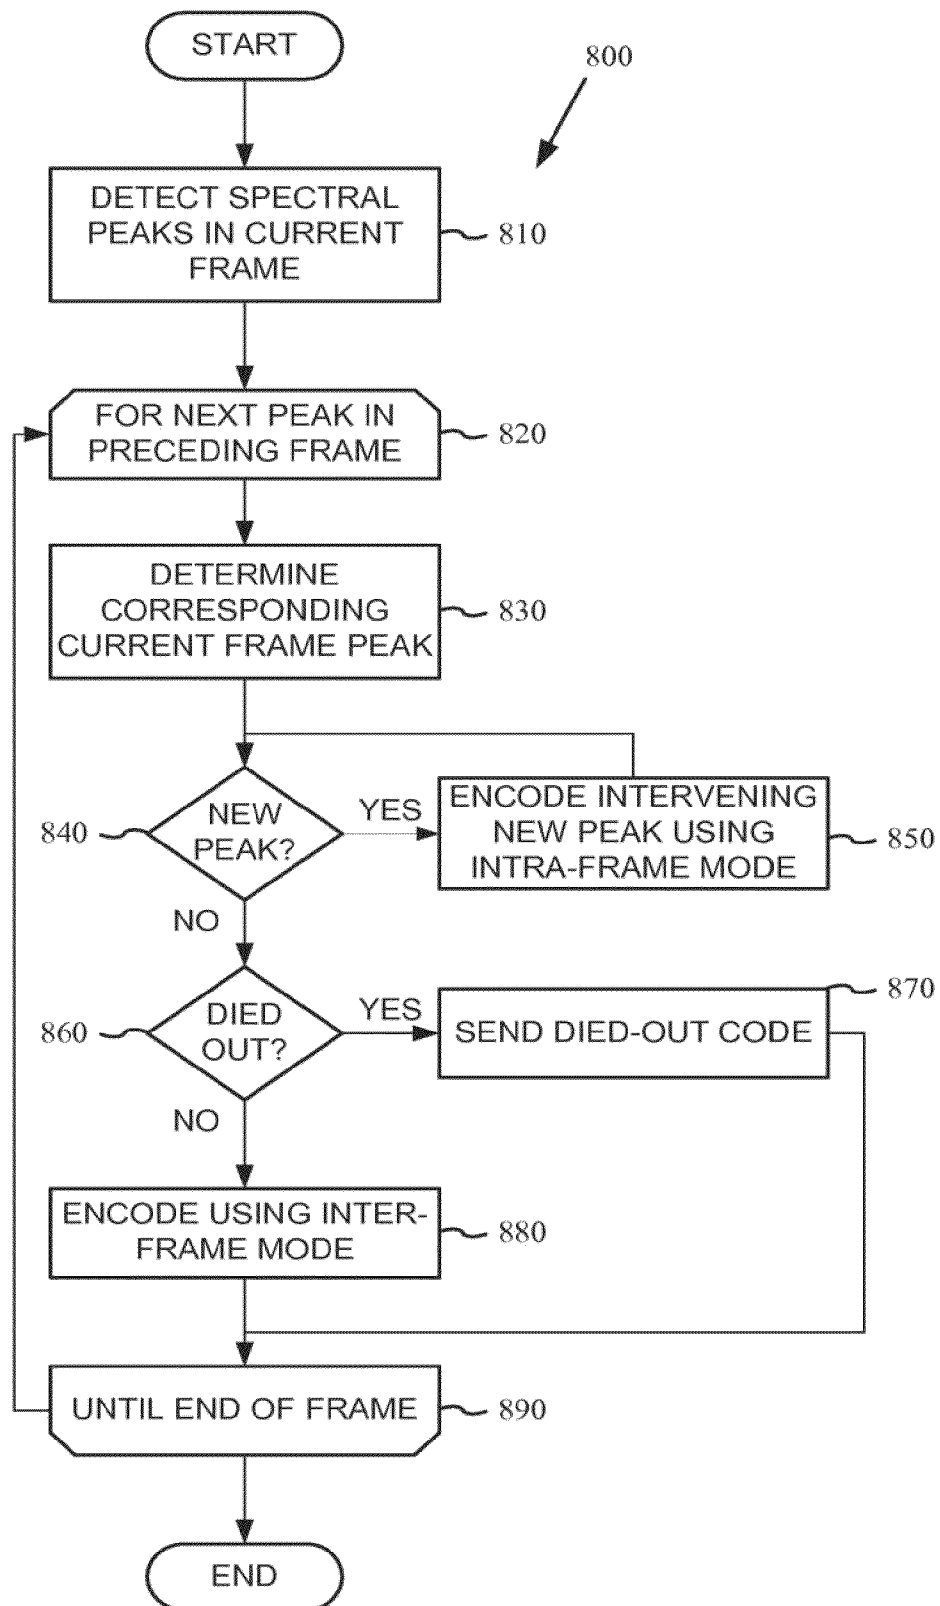 START
800
DETECT SPECTRAL
PEAKS IN CURRENT
FRAME
810
FOR NEXT PEAK IN
PRECEDING FRAME
820
DETERMINE
CORRESPONDING
CURRENT FRAME PEAK
830
NEW
PEAK?
840
YES
ENCODE INTERVENING
NEW PEAK USING
INTRA-FRAME MODE
850
NO
DIED
OUT?
860
YES
SEND DIED-OUT CODE
870
NO
ENCODE USING INTER-
FRAME MODE
880
UNTIL END OF FRAME
890
END